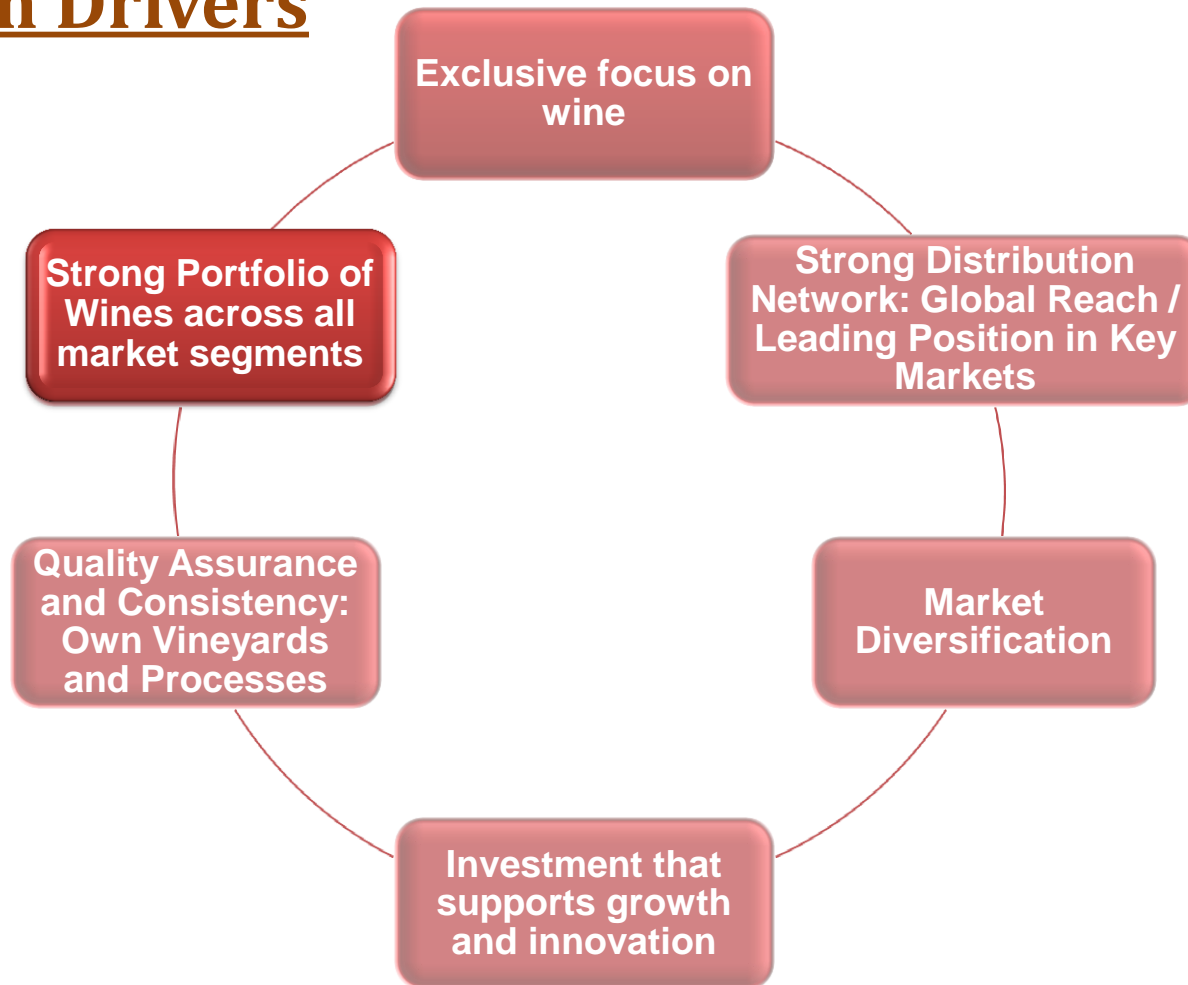 Drivers
Exclusive focus on
wine
Strong Distribution
Network: Global Reach /
Leading Position in Key
Markets
Market
Diversification
Investment that
supports growth
and innovation
Quality Assurance
and Consistency:
Own Vineyards
and Processes
Strong Portfolio of
Wines across all
market segments